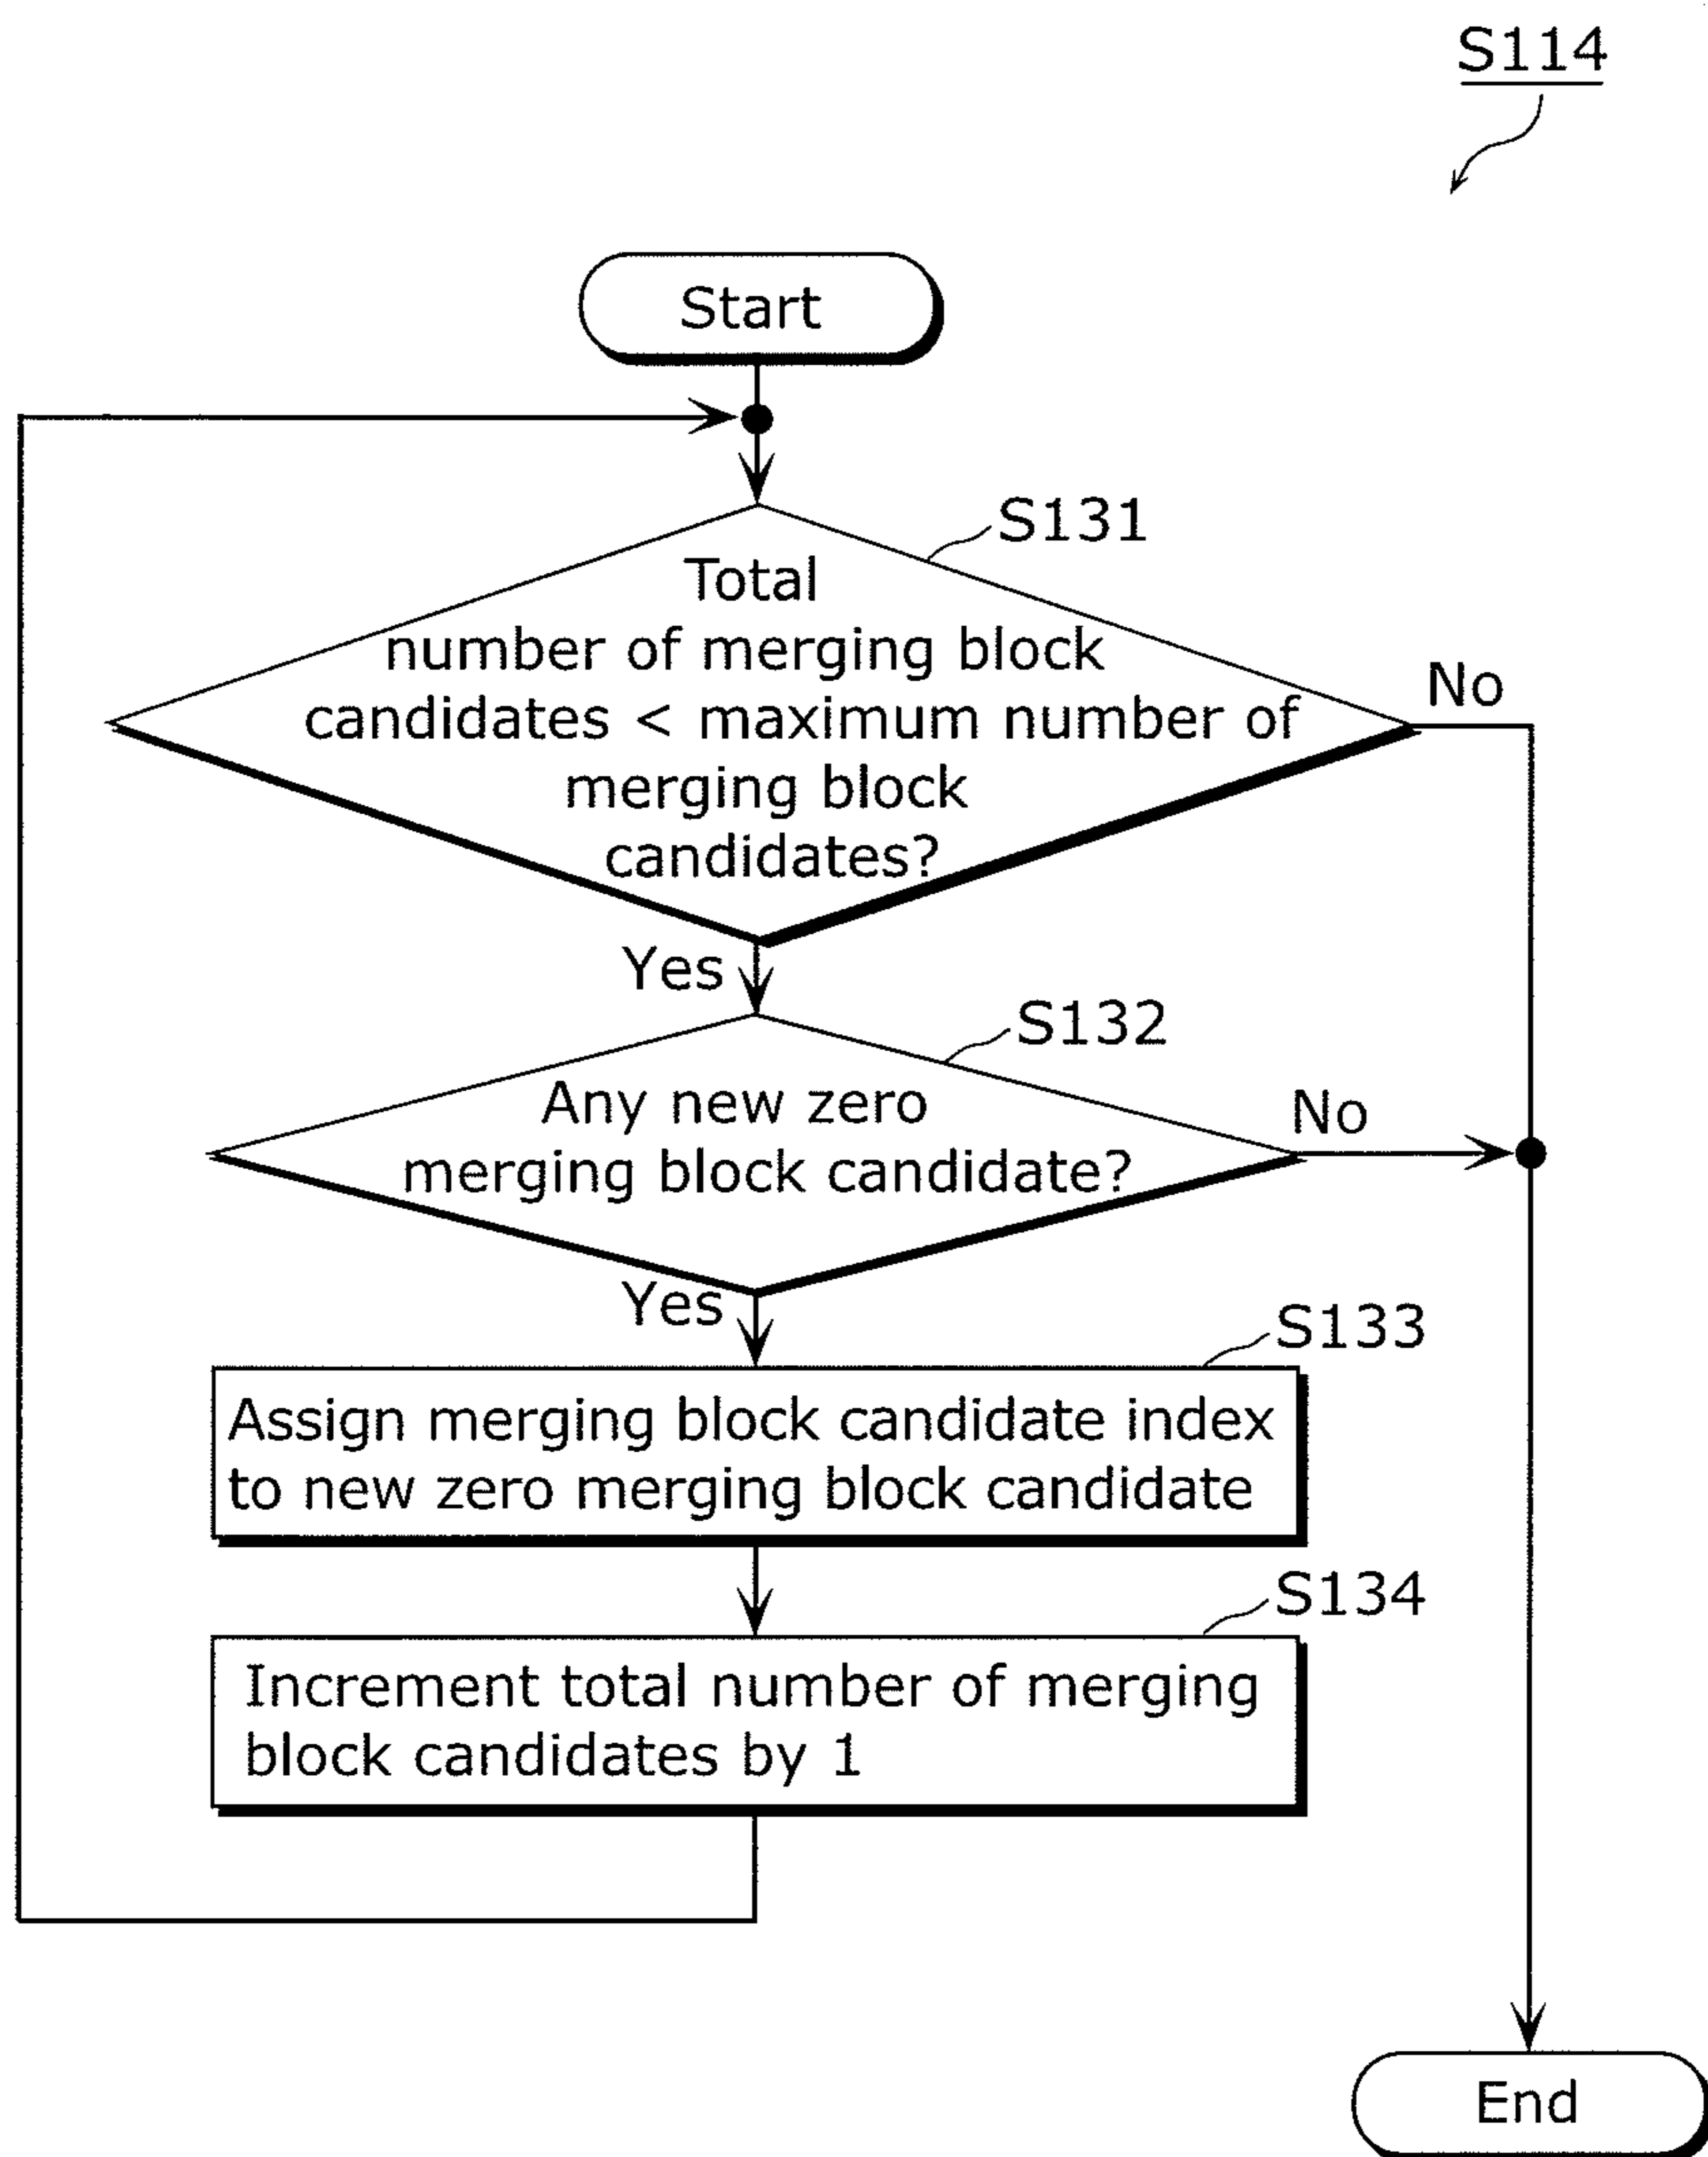 S114
Start
S131
Total
number of merging block
candidates < maximum number of
merging block
candidates?
No
Yes
S132
Any new zero
merging block candidate?
No
Yes
S133
Assign merging block candidate index
to new zero merging block candidate
S134
Increment total number of merging
block candidates by 1
End